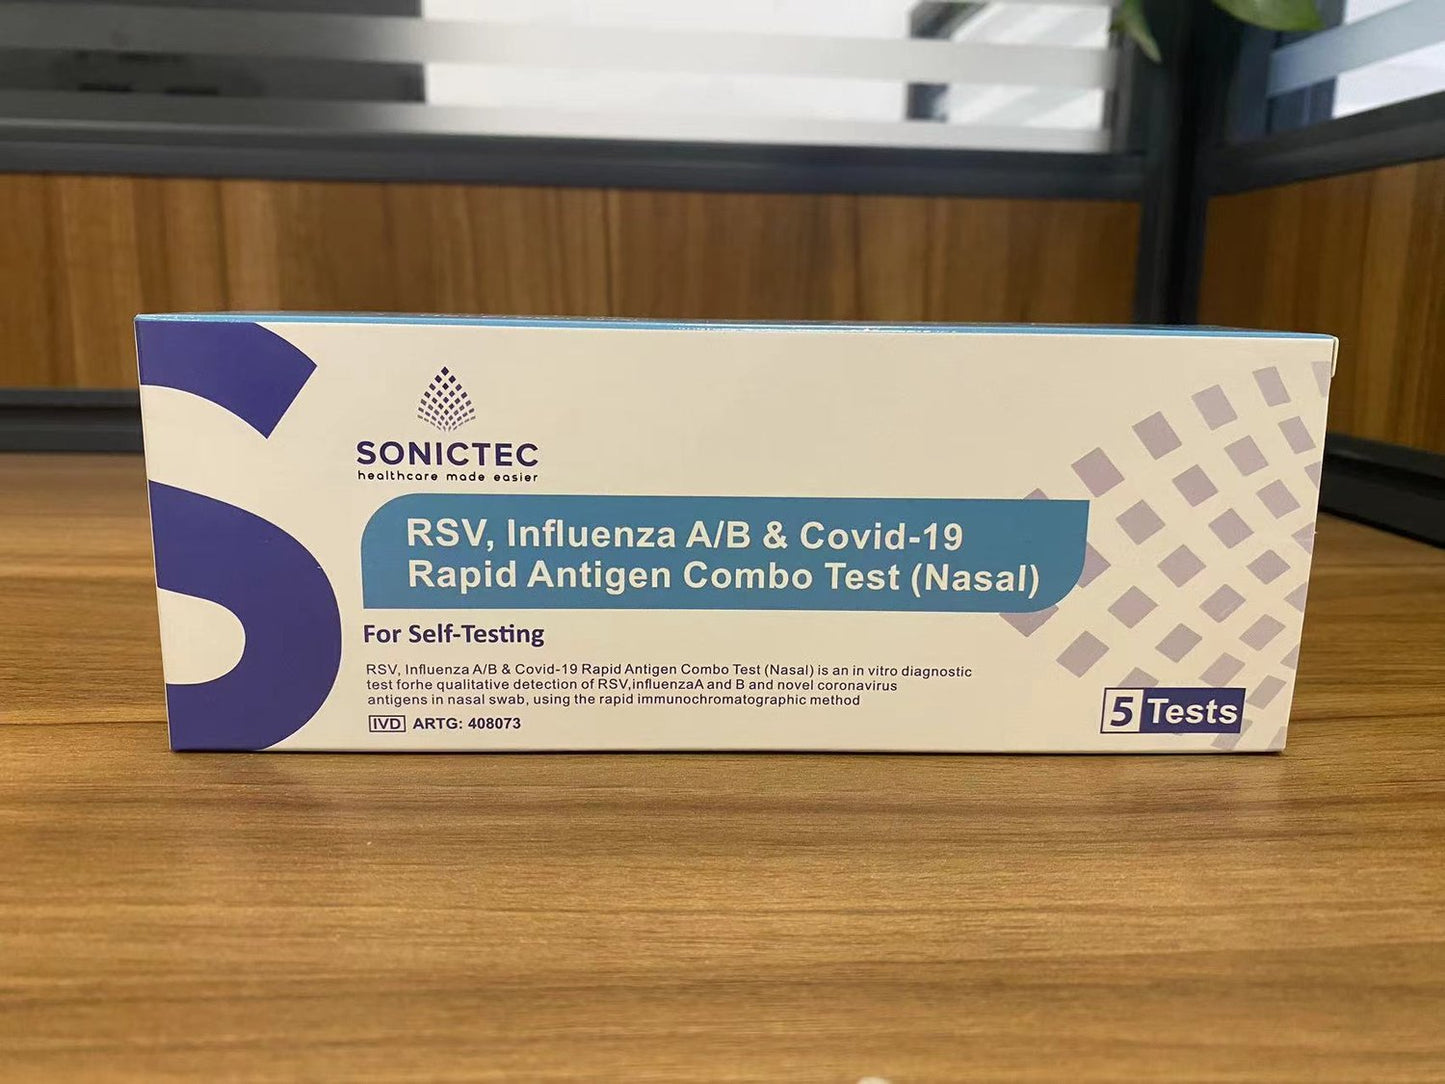 SONICTEC
healthcare made easier
RSV, Influenza A/B & Covid-19
Rapid Antigen Combo Test (Nasal)
For Self-Testing
RSV, Influenza A/B & Covid-19 Rapid Antigen Combo Test (Nasal) is an in vitro diagnostic
test forhe qualitative detection of RSV,influenzaA and B and novel coronavirus
antigens in nasal swab, using the rapid immunochromatographic method
IVD ARTG: 408073
5 Tests